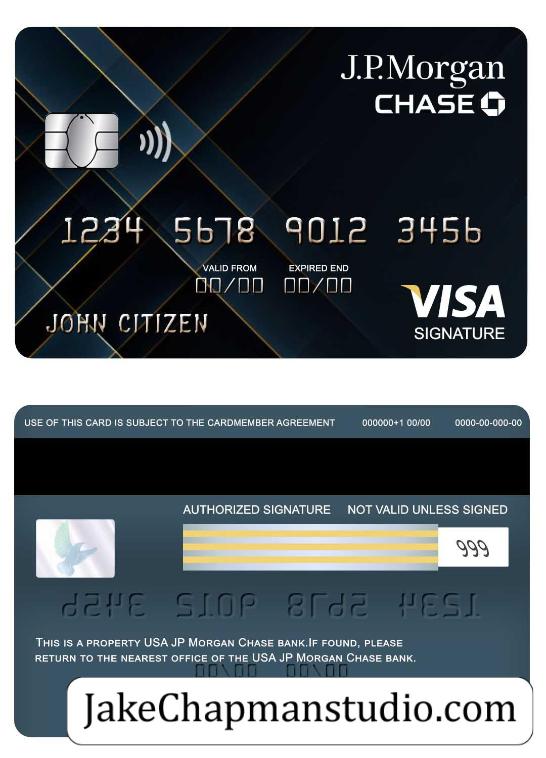 J.P.Morgan
CHASE
1234 5678 9012 3456
VALID FROM EXPIRED END
00/00 00/00
JOHN CITIZEN
VISA
SIGNATURE
USE OF THIS CARD IS SUBJECT TO THE CARDMEMBER AGREEMENT 000000+1 00/00 0000-00-000-00
AUTHORIZED SIGNATURE NOT VALID UNLESS SIGNED
999
THIS IS A PROPERTY USA JP MORGAN CHASE BANK.IF FOUND, PLEASE
RETURN TO THE NEAREST OFFICE OF THE USA JP MORGAN CHASE BANK.
JakeChapmanstudio.com